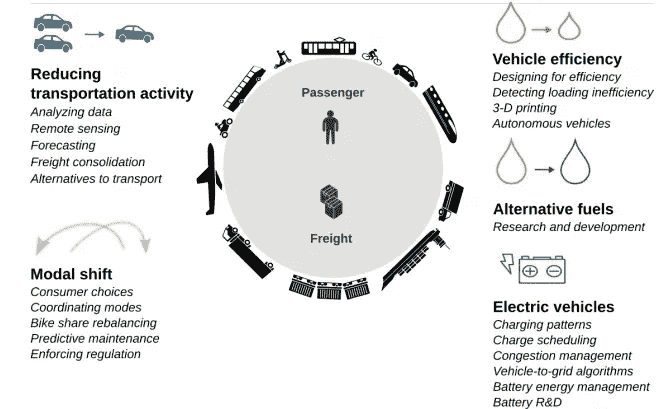 Reducing
transportation activity
Analyzing data
Remote sensing
Forecasting
Freight consolidation
Alternatives to transport
Modal shift
Consumer choices
Coordinating modes
Bike share rebalancing
Predictive maintenance
Enforcing regulation
Passenger
Freight
Vehicle efficiency
Designing for efficiency
Detecting loading inefficiency
3-D printing
Autonomous vehicles
Alternative fuels
Research and development
Electric vehicles
Charging patterns
Charge scheduling
Congestion management
Vehicle-to-grid algorithms
Battery energy management
Battery R&D